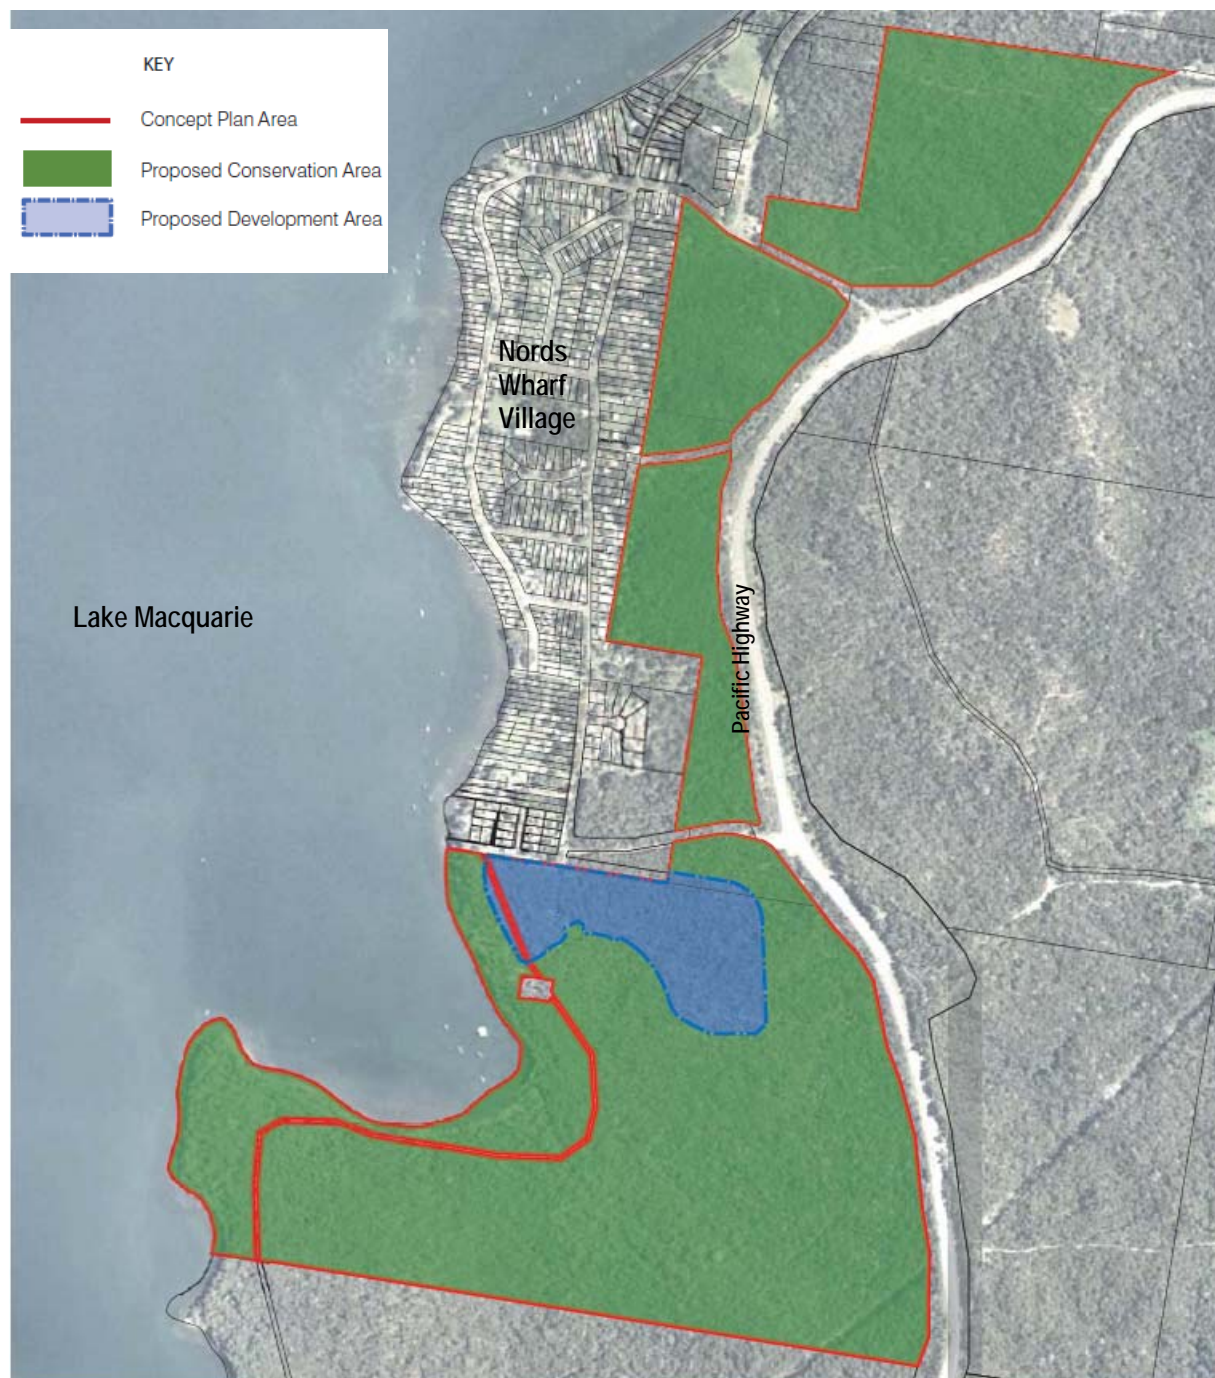 KEY
Concept Plan Area
Proposed Conservation Area
Proposed Development Area
Nords
Wharf
Village
Lake Macquarie
Pacific Highway